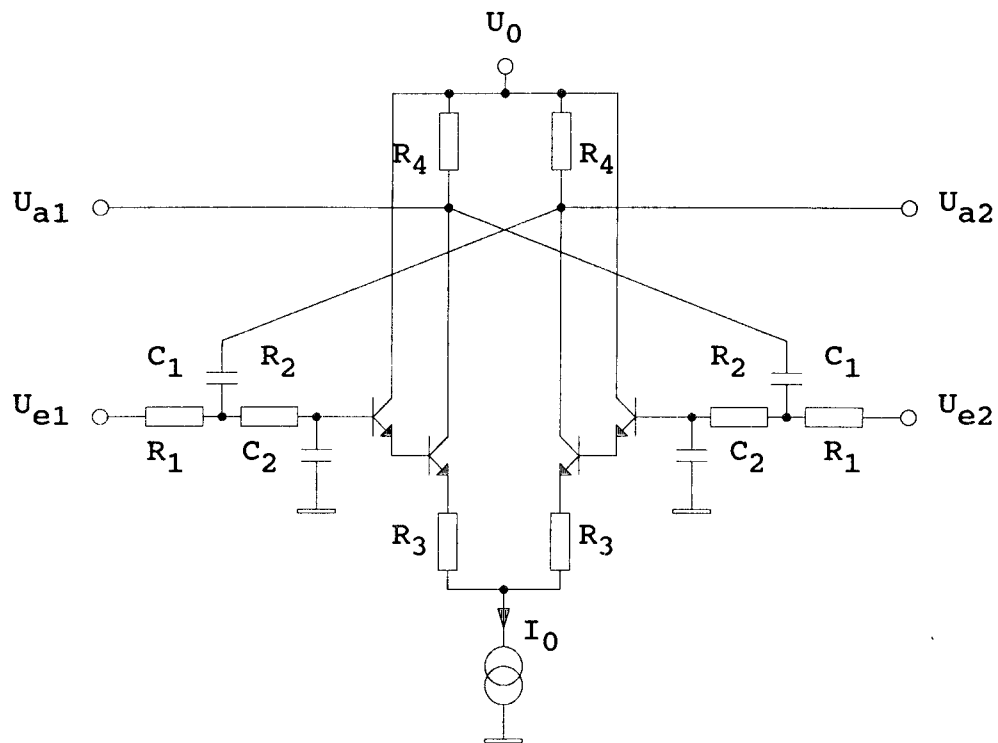 U0
R4 R4
Ua1 Ua2
C1 R2 R2 C1
Ue1 Ue2
R1 C2 C2 R1
R3 R3
I0